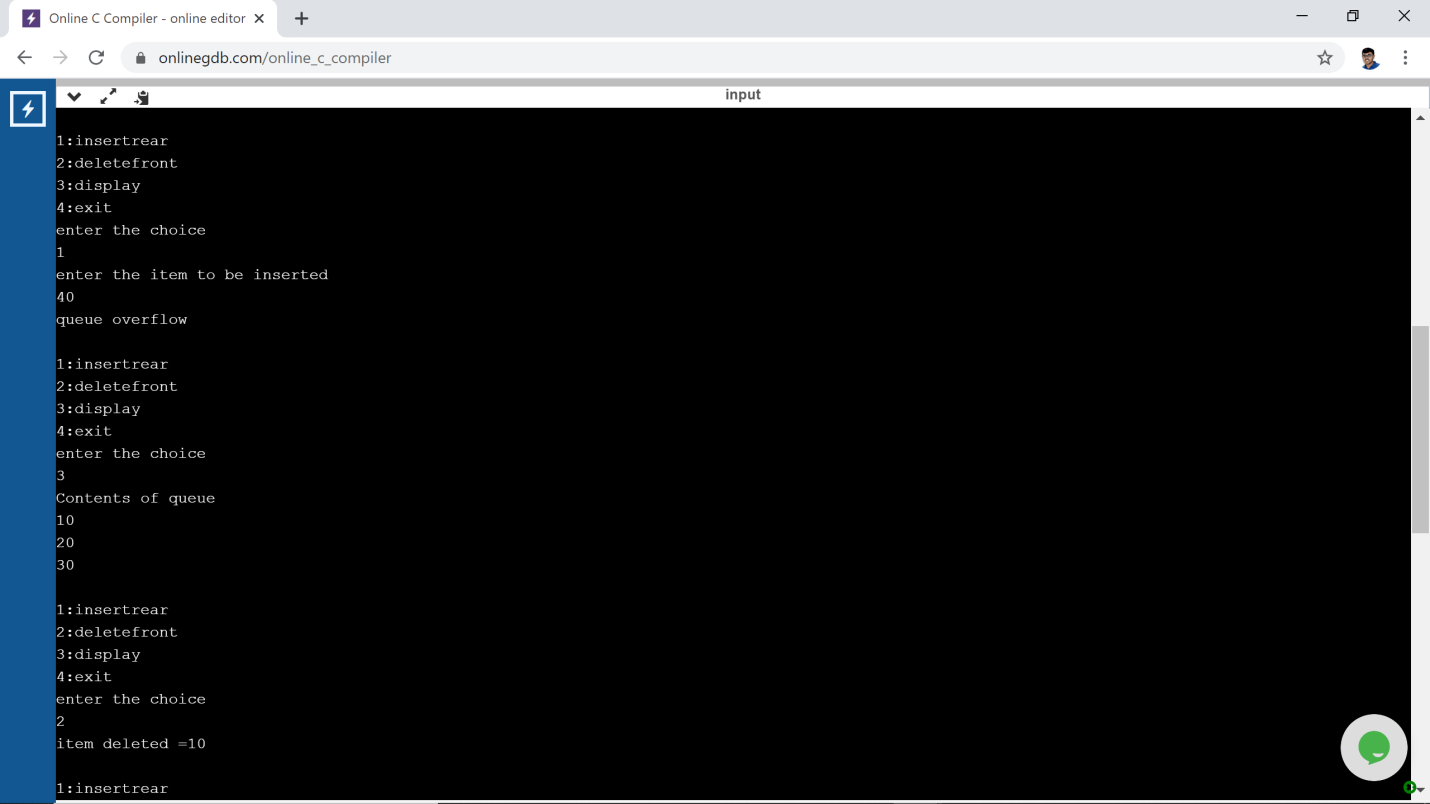 Online C Compiler - online editor
onlinegdb.com/online_c_compiler
input
1:insertrear
2:deletefront
3:display
4:exit
enter the choice
1
enter the item to be inserted
40
queue overflow
1:insertrear
2:deletefront
3:display
4:exit
enter the choice
3
Contents of queue
10
20
30
1:insertrear
2:deletefront
3:display
4:exit
enter the choice
2
item deleted =10
1:insertrear